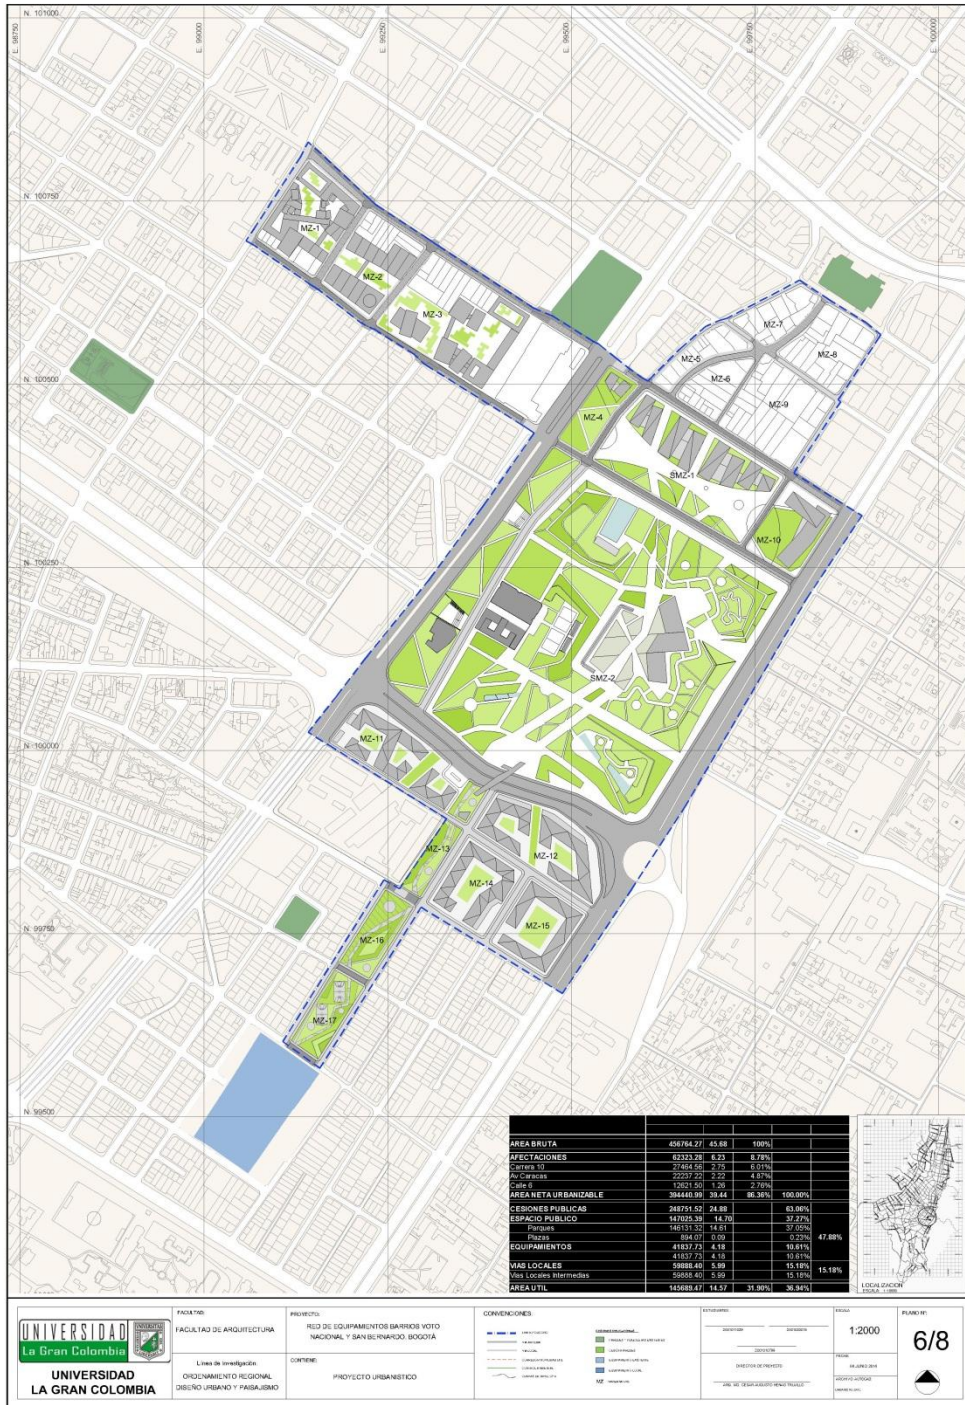 N. 101000
E. 98750
E. 99000
E. 99250
E. 99500
E. 99750
E. 100000
N. 100750
MZ-1
MZ-2
MZ-3
MZ-7
MZ-5
MZ-8
MZ-6
N. 100500
MZ-9
MZ-4
SMZ-1
MZ-10
N. 100250
SMZ-2
MZ-11
N. 100000
MZ-13
MZ-12
MZ-14
MZ-15
N. 99750
MZ-16
MZ-17
N. 99500
AREA BRUTA 456764.27 45.68 100%
AFECTACIONES 62323.28 6.23 8.78%
Carrera 10 27464.56 2.75 6.01%
Av Caracas 22237.22 2.22 4.87%
Calle 6 12621.50 1.26 2.76%
AREA NETA URBANIZABLE 394440.99 39.44 86.36% 100.00%
CESIONES PUBLICAS 248751.52 24.88 63.06%
ESPACIO PUBLICO 147025.39 14.70 37.27%
Parques 146131.32 14.61 37.05%
Plazas 894.07 0.09 0.23% 47.88%
EQUIPAMIENTOS 41837.73 4.18 10.61%
41837.73 4.18 10.61%
VIAS LOCALES 59888.40 5.99 15.18% 15.18%
Vias Locales Intermedias 59888.40 5.99 15.18%
AREA UTIL 145689.47 14.57 31.90% 36.94%
LOCALIZACION
UNIVERSIDAD
La Gran Colombia
UNIVERSIDAD
LA GRAN COLOMBIA
FACULTAD:
FACULTAD DE ARQUITECTURA
Linea de investigación
ORDENAMIENTO REGIONAL
DISEÑO URBANO Y PAISAJISMO
PROYECTO:
RED DE EQUIPAMIENTOS BARRIOS VOTO
NACIONAL Y SAN BERNARDO. BOGOTÁ
CONTIENE:
PROYECTO URBANISTICO
CONVENCIONES:
MZ
DIRECTOR DE PROYECTO
ESCALA:
1:2000
PLANO Nº:
6/8